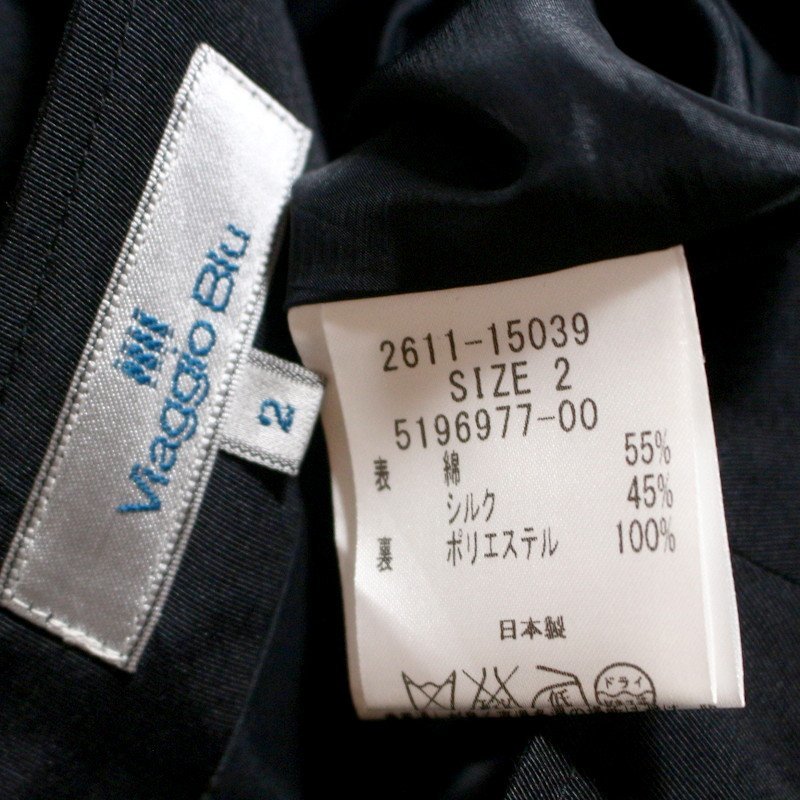 Viaggio Blu
2
2611-15039
SIZE 2
5196977-00
表 綿 55%
シルク 45%
裏 ポリエステル 100%
日本製
低
ドライ